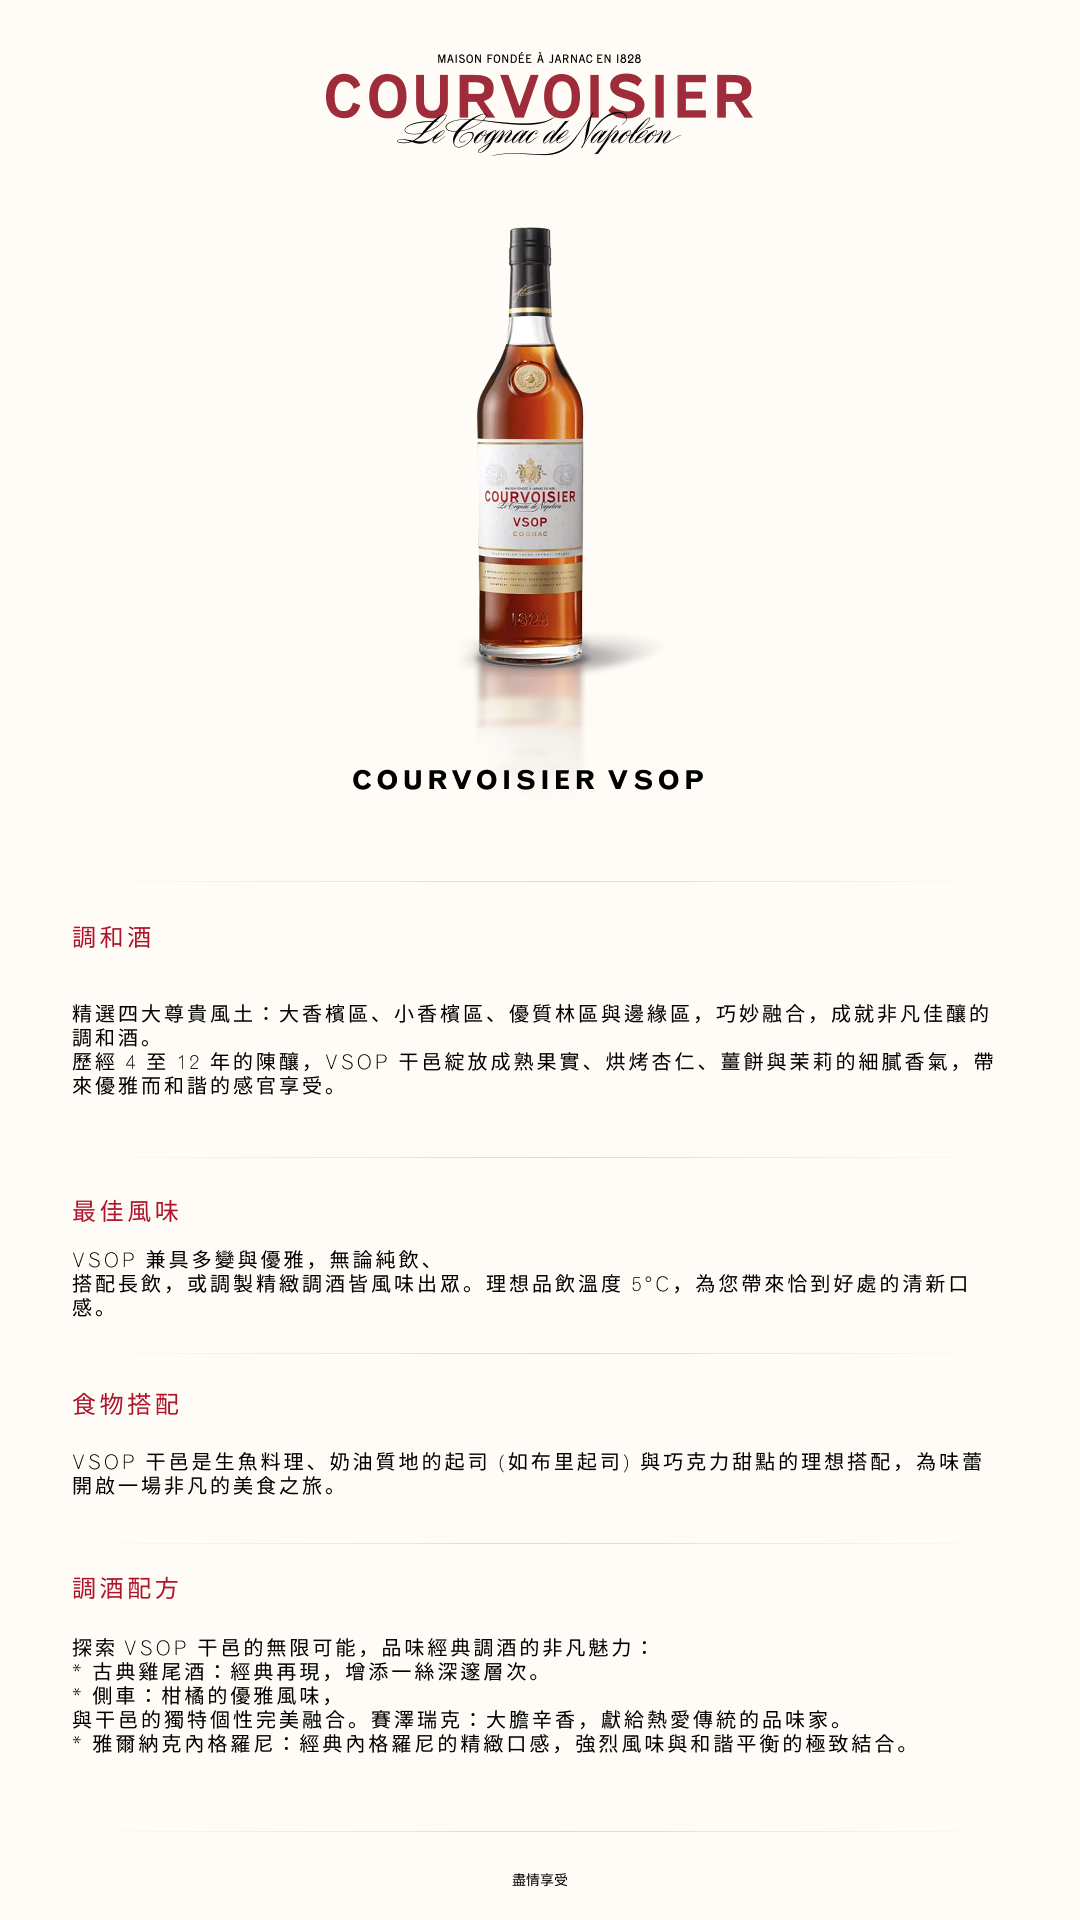 MAISON FONDÉE À JARNAC EN 1828
COURVOISIER
Le Cognac de Napoléon
COURVOISIER
Le Cognac de Napoléon
VSOP
COGNAC
1828
COURVOISIER VSOP
調和酒
精選四大尊貴風土：大香檳區、小香檳區、優質林區與邊緣區，巧妙融合，成就非凡佳釀的
調和酒。
歷經 4 至 12 年的陳釀，VSOP 干邑綻放成熟果實、烘烤杏仁、薑餅與茉莉的細膩香氣，帶
來優雅而和諧的感官享受。
最佳風味
VSOP 兼具多變與優雅，無論純飲、
搭配長飲，或調製精緻調酒皆風味出眾。理想品飲溫度 5°C，為您帶來恰到好處的清新口
感。
食物搭配
VSOP 干邑是生魚料理、奶油質地的起司 (如布里起司) 與巧克力甜點的理想搭配，為味蕾
開啟一場非凡的美食之旅。
調酒配方
探索 VSOP 干邑的無限可能，品味經典調酒的非凡魅力：
* 古典雞尾酒：經典再現，增添一絲深邃層次。
* 側車：柑橘的優雅風味，
與干邑的獨特個性完美融合。賽澤瑞克：大膽辛香，獻給熱愛傳統的品味家。
* 雅爾納克內格羅尼：經典內格羅尼的精緻口感，強烈風味與和諧平衡的極致結合。
盡情享受